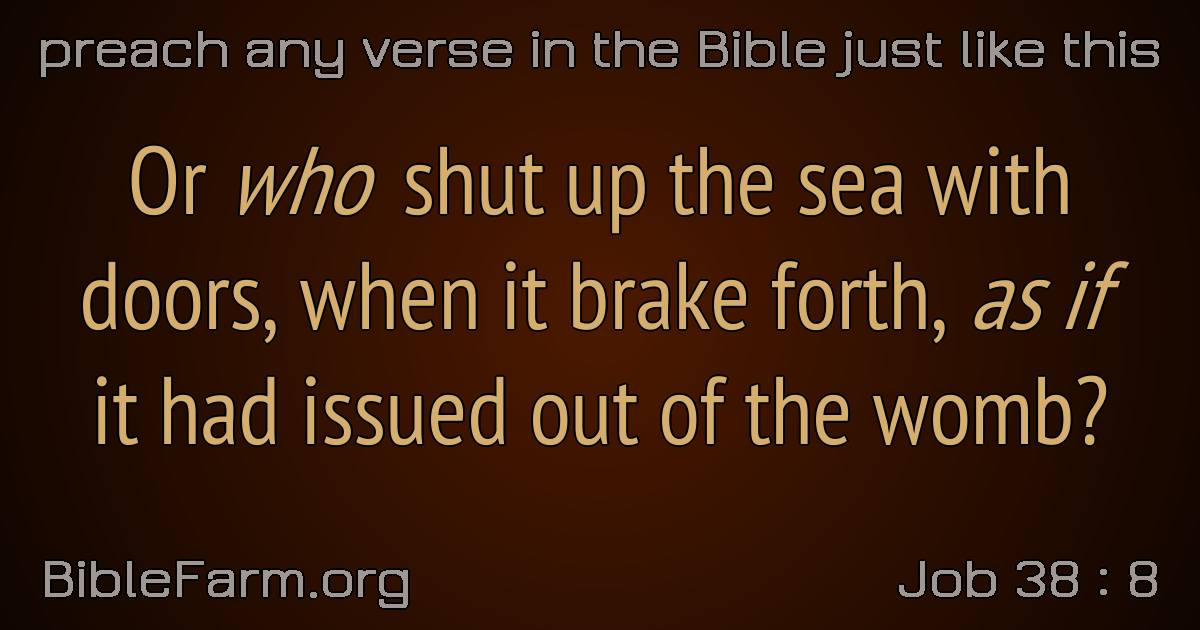 preach any verse in the Bible just like this
Or who shut up the sea with
doors, when it brake forth, as if
it had issued out of the womb?
BibleFarm.org
Job 38 : 8